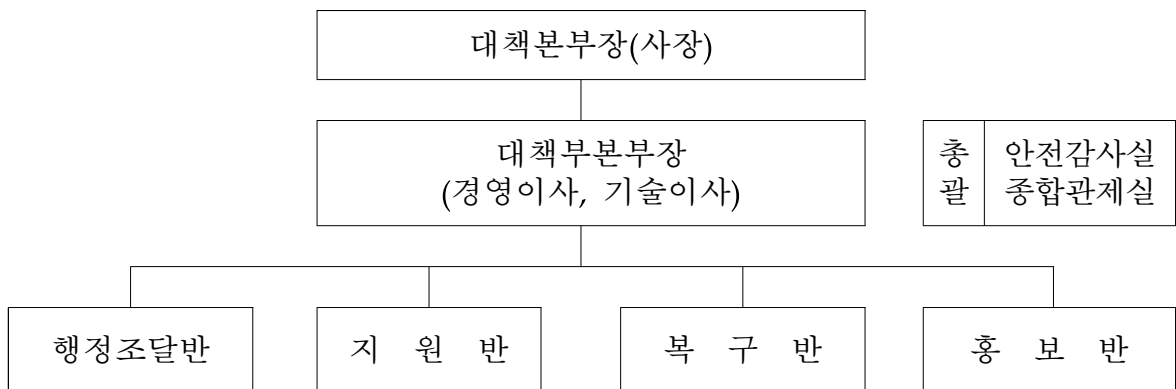 대책본부장(사장)
대책부본부장
(경영이사, 기술이사)
총괄
안전감사실
종합관제실
행정조달반
지 원 반
복 구 반
홍 보 반